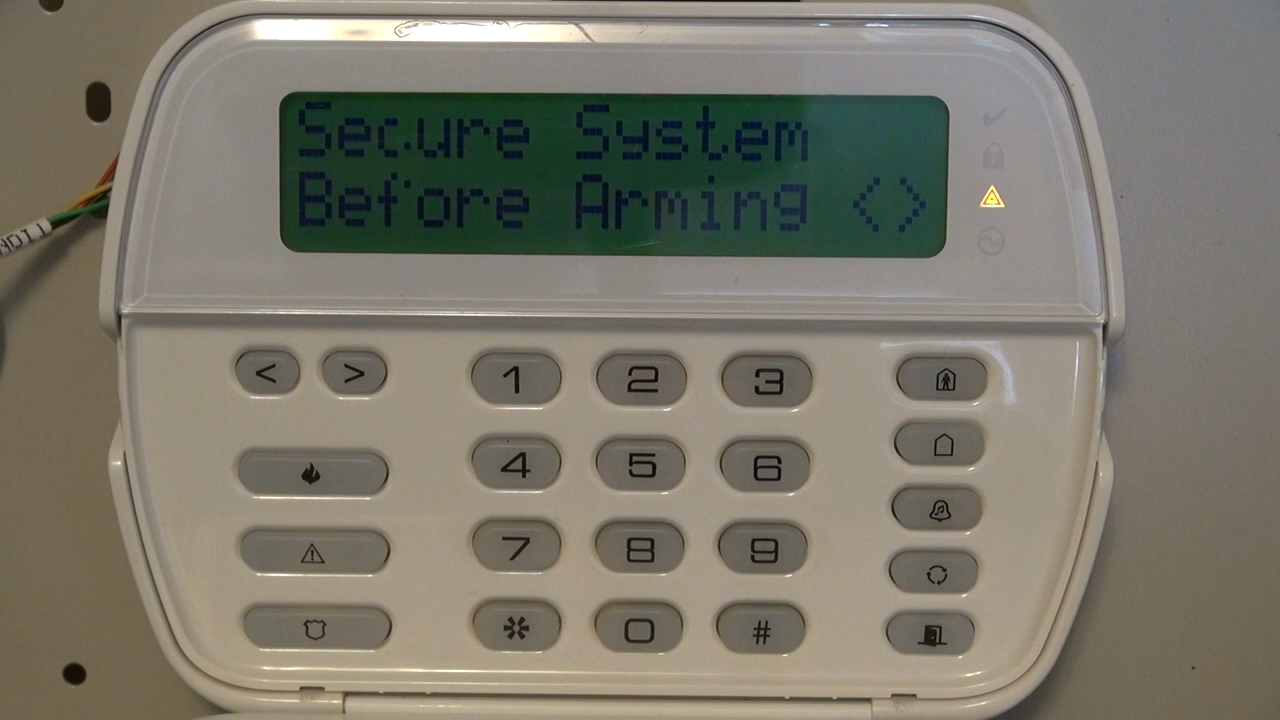 Secure System
Before Arming <>
< > 1 2 3
4 5 6
7 8 9
* 0 #